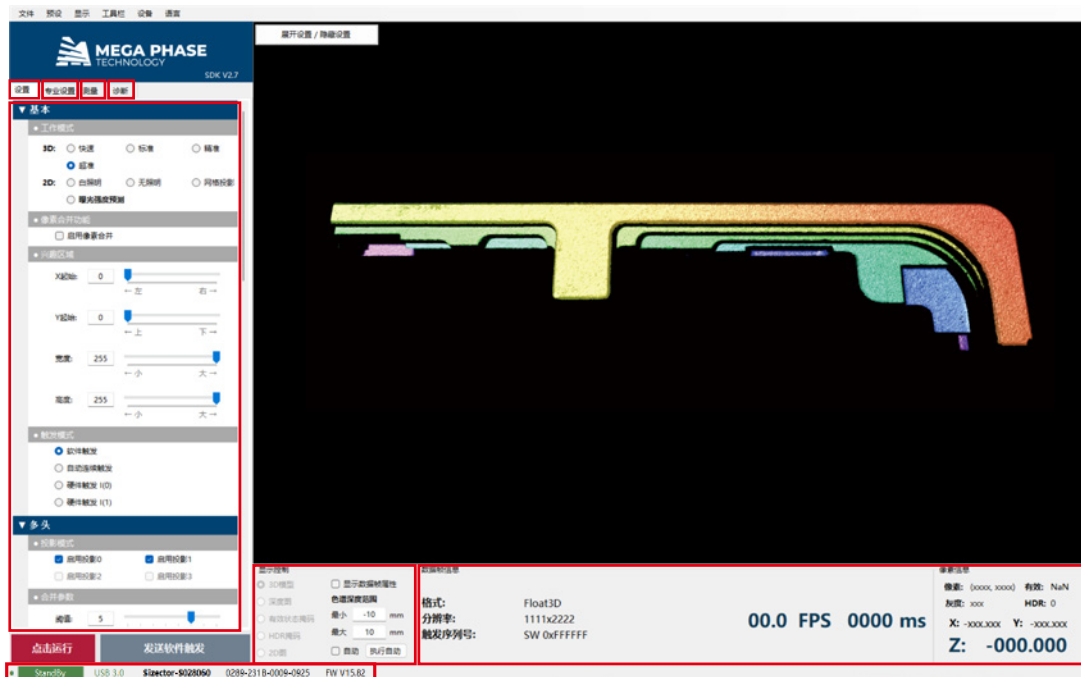 文件 预设 显示 工具栏 设备 语言
MEGA PHASE
TECHNOLOGY
SDK V2.7
展开设置 / 隐藏设置
设置 专业设置 测量 诊断
▼ 基本
• 工作模式
3D: 快速 标准 精准
超准
2D: 白照明 无照明 网格投影
曝光强度预测
• 像素合并功能
启用像素合并
• 兴趣区域
X起始: 0
← 左 右 →
Y起始: 0
← 上 下 →
宽度: 255
← 小 大 →
高度: 255
← 小 大 →
• 触发模式
软件触发
自动连续触发
硬件触发 I(0)
硬件触发 I(1)
▼ 多头
• 投影模式
启用投影0 启用投影1
启用投影2 启用投影3
• 合并参数
阈值: 5
点击运行 发送软件触发
显示控制
3D模型 显示数据帧属性
深度图 色谱深度范围
有效状态掩码 最小 -10 mm
HDR掩码 最大 10 mm
2D图 自动 执行自动
数据帧信息
格式: Float3D
分辨率: 1111x2222
触发序列号: SW 0xFFFFFF
00.0 FPS 0000 ms
像素信息
像素: (xxxx, xxxx) 有效: NaN
灰度: xxx HDR: 0
X: -xxx.xxx Y: -xxx.xxx
Z: -000.000
StandBy USB 3.0 Sizector-S028060 0289-231B-0009-0925 FW V15.82